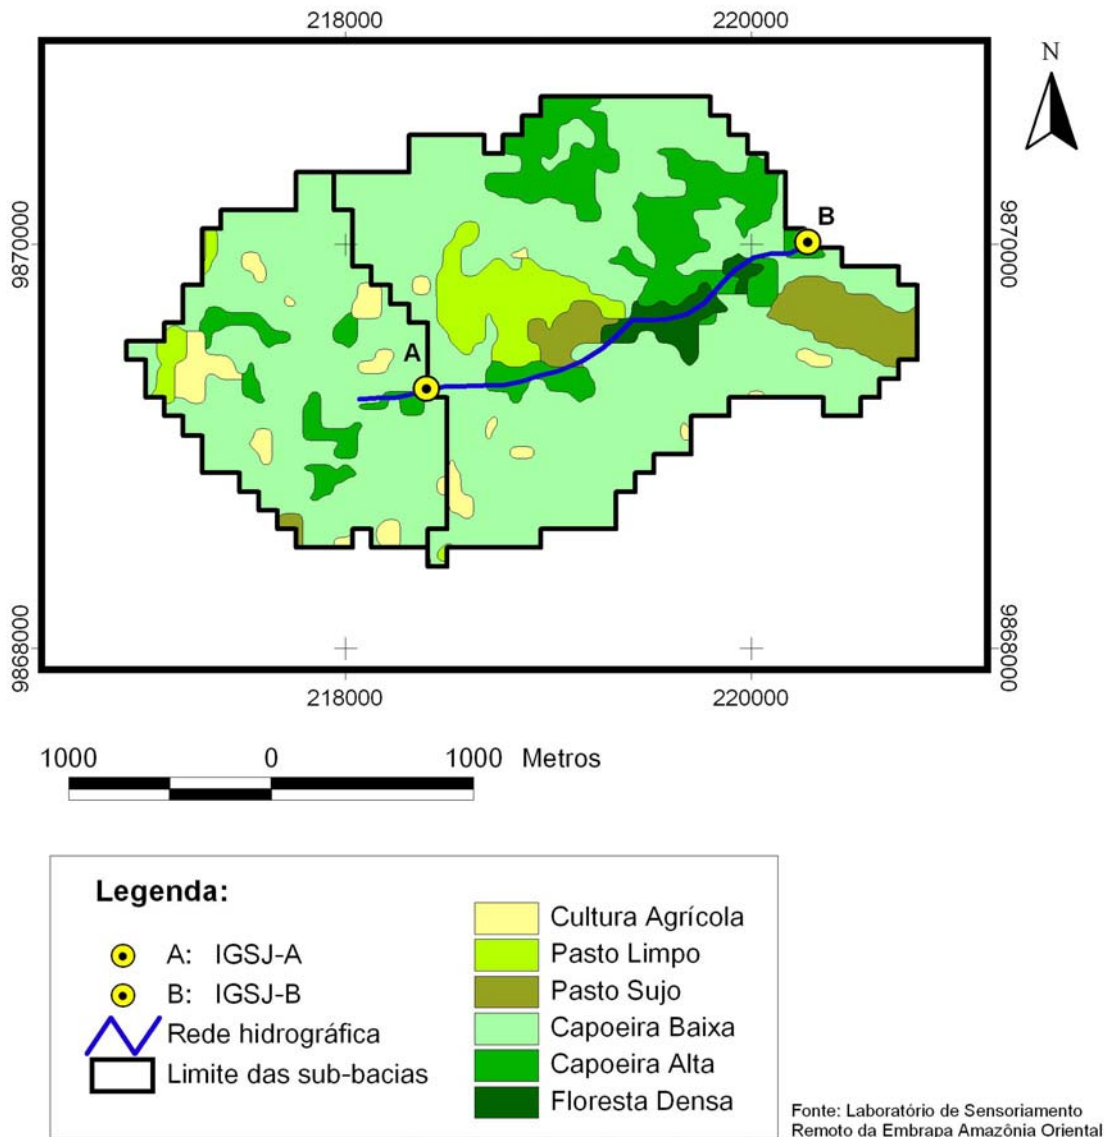 218000
220000
N
B
9870000
9870000
A
9868000
9868000
218000
220000
1000
0
1000 Metros
Legenda:
A: IGSJ-A
B: IGSJ-B
Rede hidrográfica
Limite das sub-bacias
Cultura Agrícola
Pasto Limpo
Pasto Sujo
Capoeira Baixa
Capoeira Alta
Floresta Densa
Fonte: Laboratório de Sensoriamento
Remoto da Embrapa Amazônia Oriental